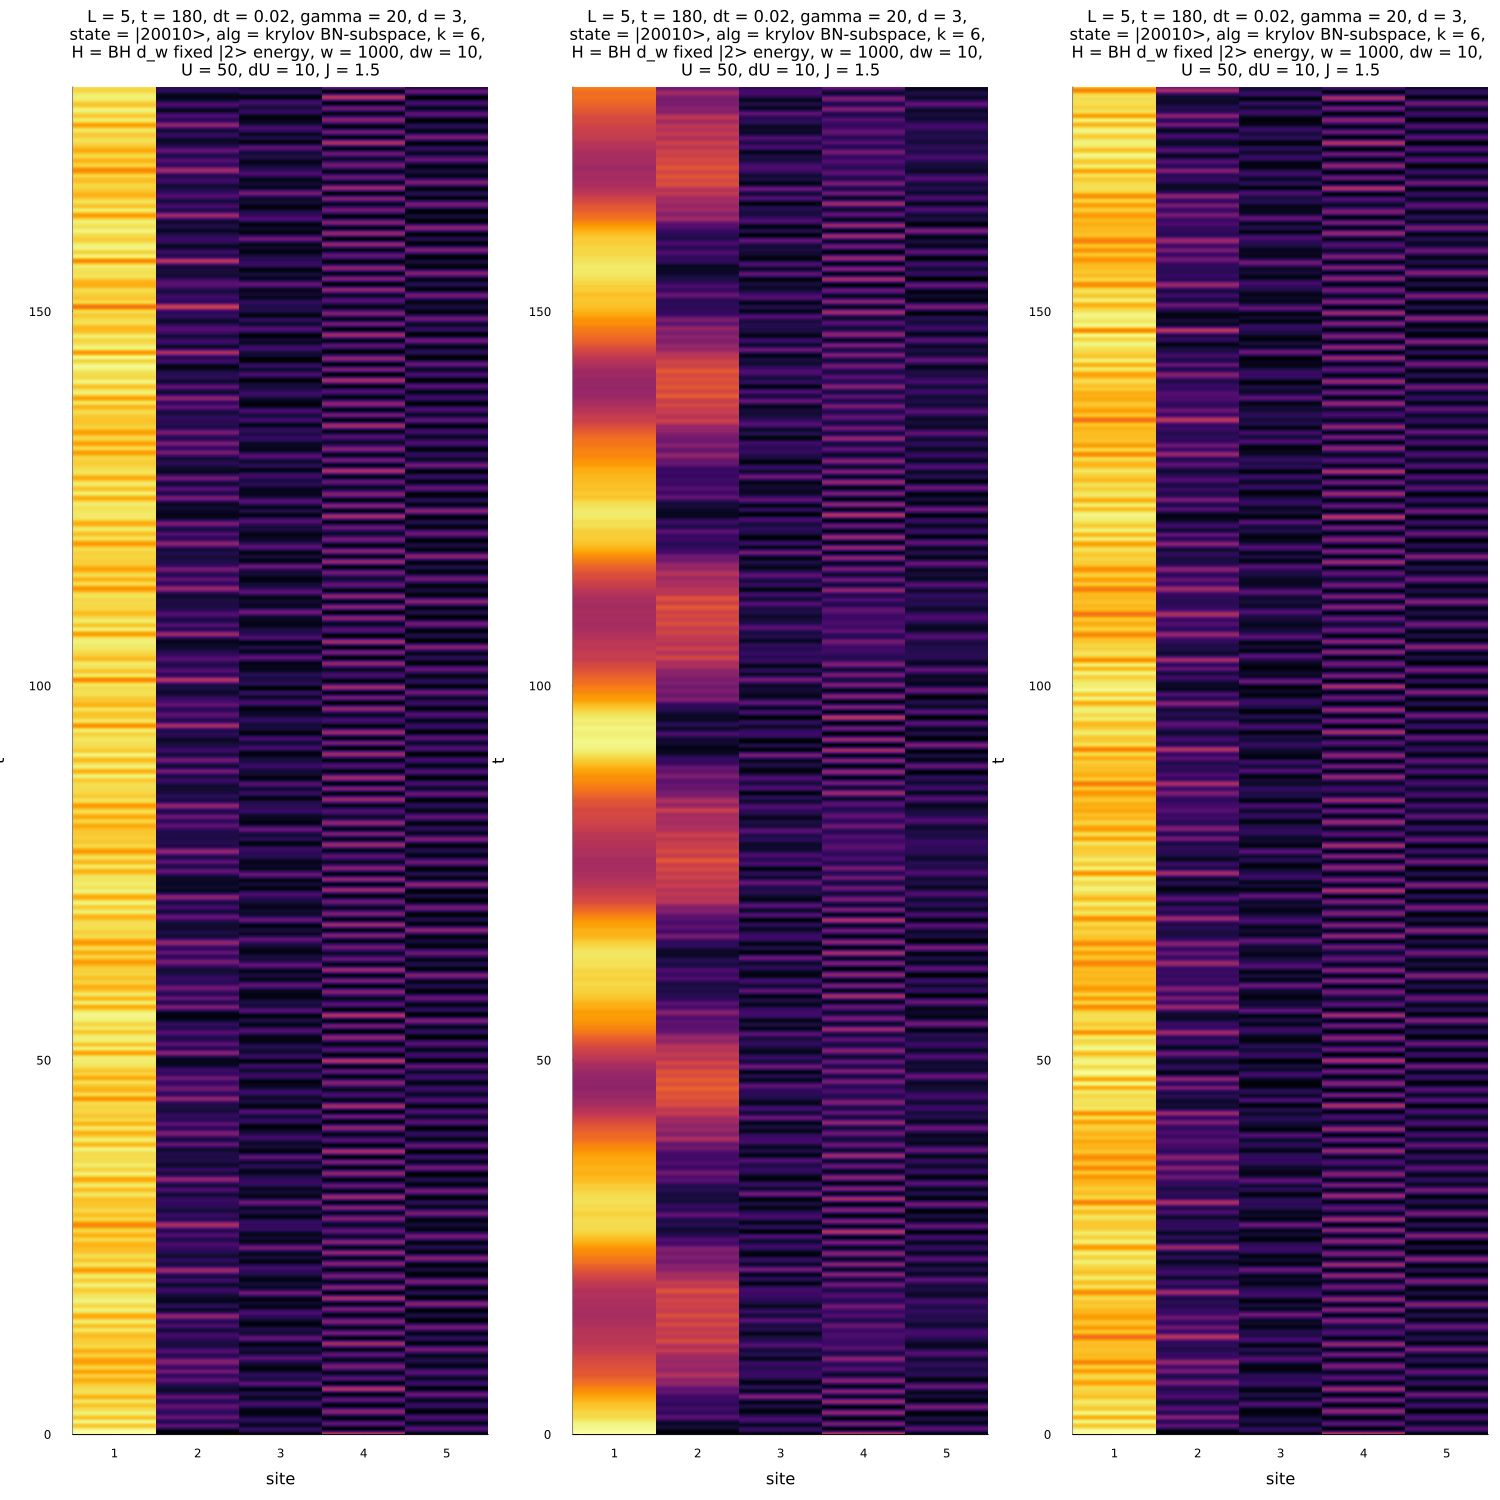 L = 5, t = 180, dt = 0.02, gamma = 20, d = 3,
state = |20010>, alg = krylov BN-subspace, k = 6,
H = BH d_w fixed |2> energy, w = 1000, dw = 10,
U = 50, dU = 10, J = 1.5
150
100
t
50
0
1 2 3 4 5
site
L = 5, t = 180, dt = 0.02, gamma = 20, d = 3,
state = |20010>, alg = krylov BN-subspace, k = 6,
H = BH d_w fixed |2> energy, w = 1000, dw = 10,
U = 50, dU = 10, J = 1.5
150
100
t
50
0
1 2 3 4 5
site
L = 5, t = 180, dt = 0.02, gamma = 20, d = 3,
state = |20010>, alg = krylov BN-subspace, k = 6,
H = BH d_w fixed |2> energy, w = 1000, dw = 10,
U = 50, dU = 10, J = 1.5
150
100
t
50
0
1 2 3 4 5
site